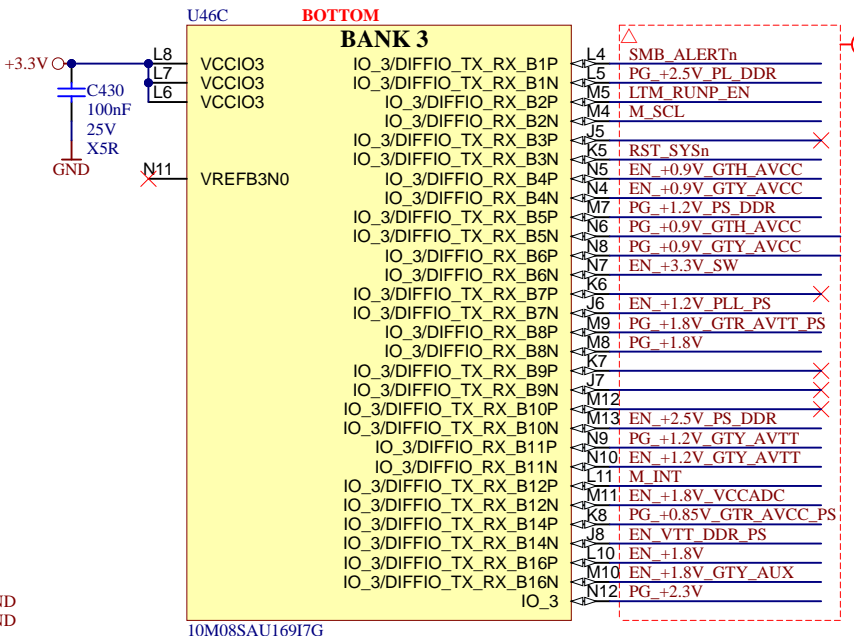 U46C BOTTOM
BANK 3
+3.3V
L8 VCCIO3
L7 VCCIO3
L6 VCCIO3
C430
100nF
25V
X5R
GND
N11 VREFB3N0
IO_3/DIFFIO_TX_RX_B1P L4 SMB_ALERTn
IO_3/DIFFIO_TX_RX_B1N L5 PG_+2.5V_PL_DDR
IO_3/DIFFIO_RX_B2P M5 LTM_RUNP_EN
IO_3/DIFFIO_RX_B2N M4 M_SCL
IO_3/DIFFIO_TX_RX_B3P J5
IO_3/DIFFIO_TX_RX_B3N K5 RST_SYSn
IO_3/DIFFIO_RX_B4P N5 EN_+0.9V_GTH_AVCC
IO_3/DIFFIO_RX_B4N N4 EN_+0.9V_GTY_AVCC
IO_3/DIFFIO_TX_RX_B5P M7 PG_+1.2V_PS_DDR
IO_3/DIFFIO_TX_RX_B5N N6 PG_+0.9V_GTH_AVCC
IO_3/DIFFIO_RX_B6P N8 PG_+0.9V_GTY_AVCC
IO_3/DIFFIO_RX_B6N N7 EN_+3.3V_SW
IO_3/DIFFIO_TX_RX_B7P K6
IO_3/DIFFIO_TX_RX_B7N J6 EN_+1.2V_PLL_PS
IO_3/DIFFIO_RX_B8P M9 PG_+1.8V_GTR_AVTT_PS
IO_3/DIFFIO_RX_B8N M8 PG_+1.8V
IO_3/DIFFIO_TX_RX_B9P K7
IO_3/DIFFIO_TX_RX_B9N J7
IO_3/DIFFIO_TX_RX_B10P M12
IO_3/DIFFIO_TX_RX_B10N M13 EN_+2.5V_PS_DDR
IO_3/DIFFIO_RX_B11P N9 PG_+1.2V_GTY_AVTT
IO_3/DIFFIO_RX_B11N N10 EN_+1.2V_GTY_AVTT
IO_3/DIFFIO_TX_RX_B12P L11 M_INT
IO_3/DIFFIO_TX_RX_B12N M11 EN_+1.8V_VCCADC
IO_3/DIFFIO_TX_RX_B14P K8 PG_+0.85V_GTR_AVCC_PS
IO_3/DIFFIO_TX_RX_B14N J8 EN_VTT_DDR_PS
IO_3/DIFFIO_TX_RX_B16P L10 EN_+1.8V
IO_3/DIFFIO_TX_RX_B16N M10 EN_+1.8V_GTY_AUX
IO_3 N12 PG_+2.3V
ND
ND
10M08SAU169I7G